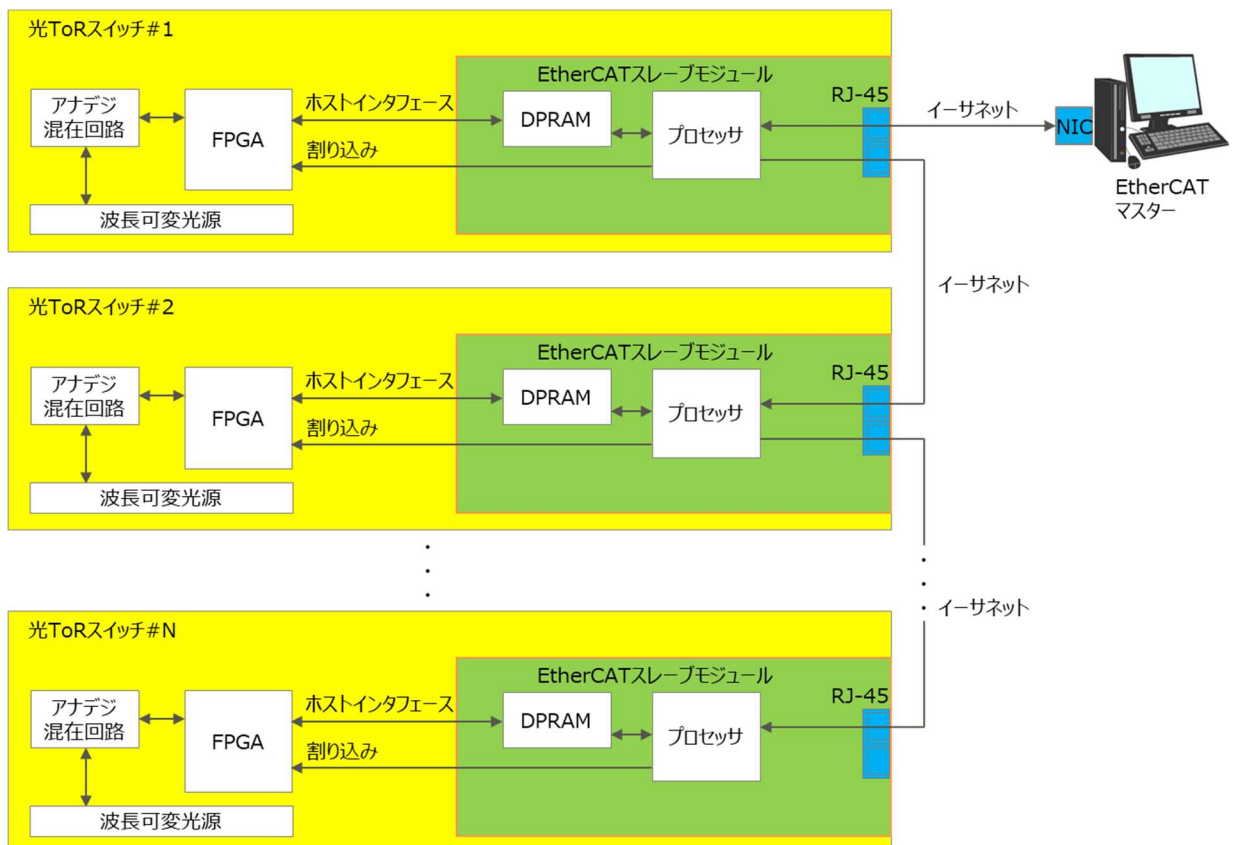 光ToRスイッチ#1
EtherCATスレーブモジュール
アナデジ
混在回路
FPGA
ホストインタフェース
割り込み
DPRAM
プロセッサ
RJ-45
イーサネット
NIC
EtherCAT
マスター
波長可変光源
イーサネット
光ToRスイッチ#2
EtherCATスレーブモジュール
アナデジ
混在回路
FPGA
ホストインタフェース
割り込み
DPRAM
プロセッサ
RJ-45
波長可変光源
イーサネット
光ToRスイッチ#N
EtherCATスレーブモジュール
アナデジ
混在回路
FPGA
ホストインタフェース
割り込み
DPRAM
プロセッサ
RJ-45
波長可変光源